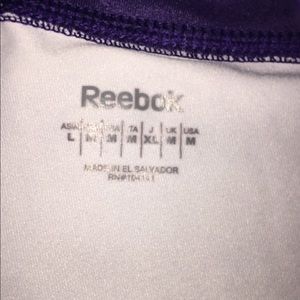 Reebok
ASIA TA J UK USA
L M M M XL M M
MADE IN EL SALVADOR